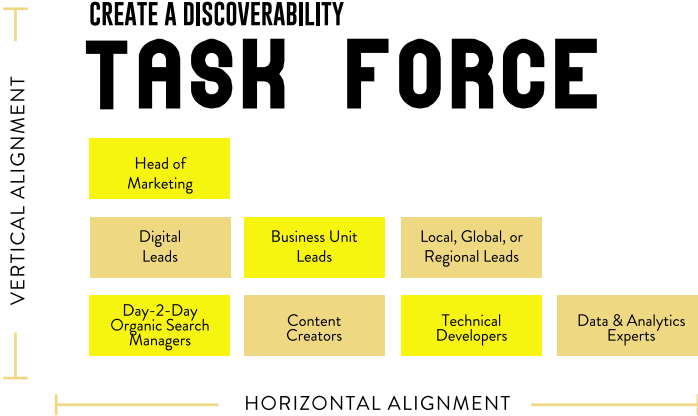 CREATE A DISCOVERABILITY
TASK FORCE
VERTICAL ALIGNMENT
Head of
Marketing
Digital
Leads
Business Unit
Leads
Local, Global, or
Regional Leads
Day-2-Day
Organic Search
Managers
Content
Creators
Technical
Developers
Data & Analytics
Experts
HORIZONTAL ALIGNMENT